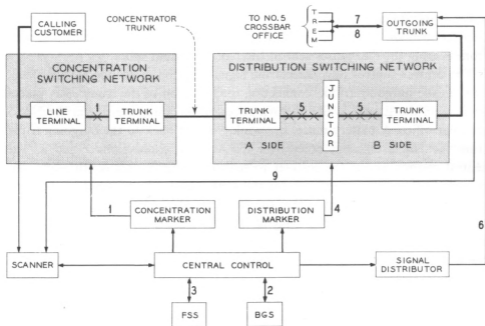 CALLING
CUSTOMER
CONCENTRATOR
TRUNK
TO NO. 5
CROSSBAR
OFFICE
T
R
E
M
7
8
OUTGOING
TRUNK
CONCENTRATION
SWITCHING NETWORK
DISTRIBUTION SWITCHING NETWORK
LINE
TERMINAL
1
TRUNK
TERMINAL
TRUNK
TERMINAL
5
JUNCTOR
5
TRUNK
TERMINAL
A SIDE
B SIDE
9
1
CONCENTRATION
MARKER
DISTRIBUTION
MARKER
4
6
SCANNER
CENTRAL CONTROL
SIGNAL
DISTRIBUTOR
3
2
FSS
BGS